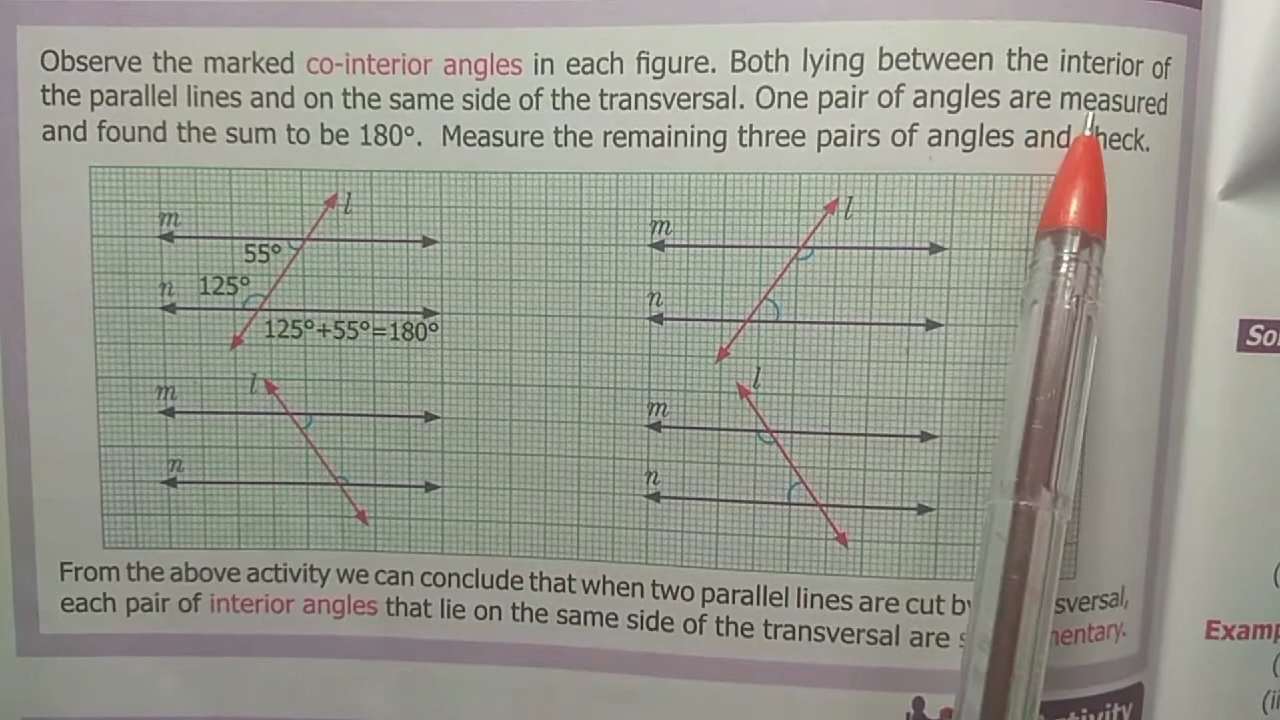 Observe the marked co-interior angles in each figure. Both lying between the interior of
the parallel lines and on the same side of the transversal. One pair of angles are measured
and found the sum to be 180°. Measure the remaining three pairs of angles and
m
l
55°
n
125°
125°+55°=180°
m
l
n
l
m
n
l
m
n
From the above activity we can conclude that when two parallel lines are cut
each pair of interior angles that lie on the same side of the transversal are